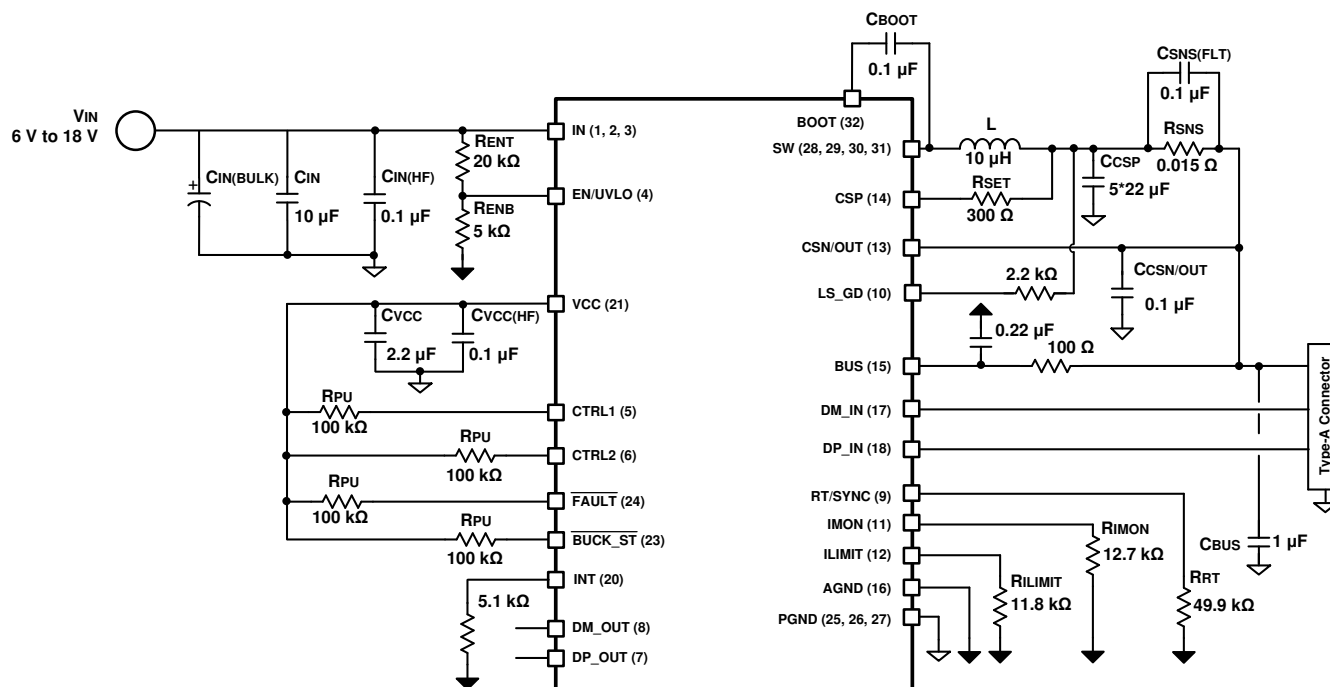 CBOOT
0.1 µF
CSNS(FLT)
0.1 µF
RSNS
0.015 Ω
VIN
6 V to 18 V
IN (1, 2, 3)
BOOT (32)
SW (28, 29, 30, 31)
L
10 µH
CCSP
5*22 µF
RENT
20 kΩ
CIN(BULK)
CIN
10 µF
CIN(HF)
0.1 µF
EN/UVLO (4)
RENB
5 kΩ
CSP (14)
RSET
300 Ω
CSN/OUT (13)
CCSN/OUT
0.1 µF
LS_GD (10)
2.2 kΩ
VCC (21)
CVCC
2.2 µF
CVCC(HF)
0.1 µF
0.22 µF
100 Ω
BUS (15)
DM_IN (17)
DP_IN (18)
Type-A Connector
RPU
100 kΩ
CTRL1 (5)
RPU
100 kΩ
CTRL2 (6)
RPU
100 kΩ
FAULT (24)
RPU
100 kΩ
BUCK_ST (23)
RT/SYNC (9)
IMON (11)
RIMON
12.7 kΩ
CBUS
1 µF
ILIMIT (12)
RILIMIT
11.8 kΩ
RRT
49.9 kΩ
INT (20)
5.1 kΩ
AGND (16)
PGND (25, 26, 27)
DM_OUT (8)
DP_OUT (7)